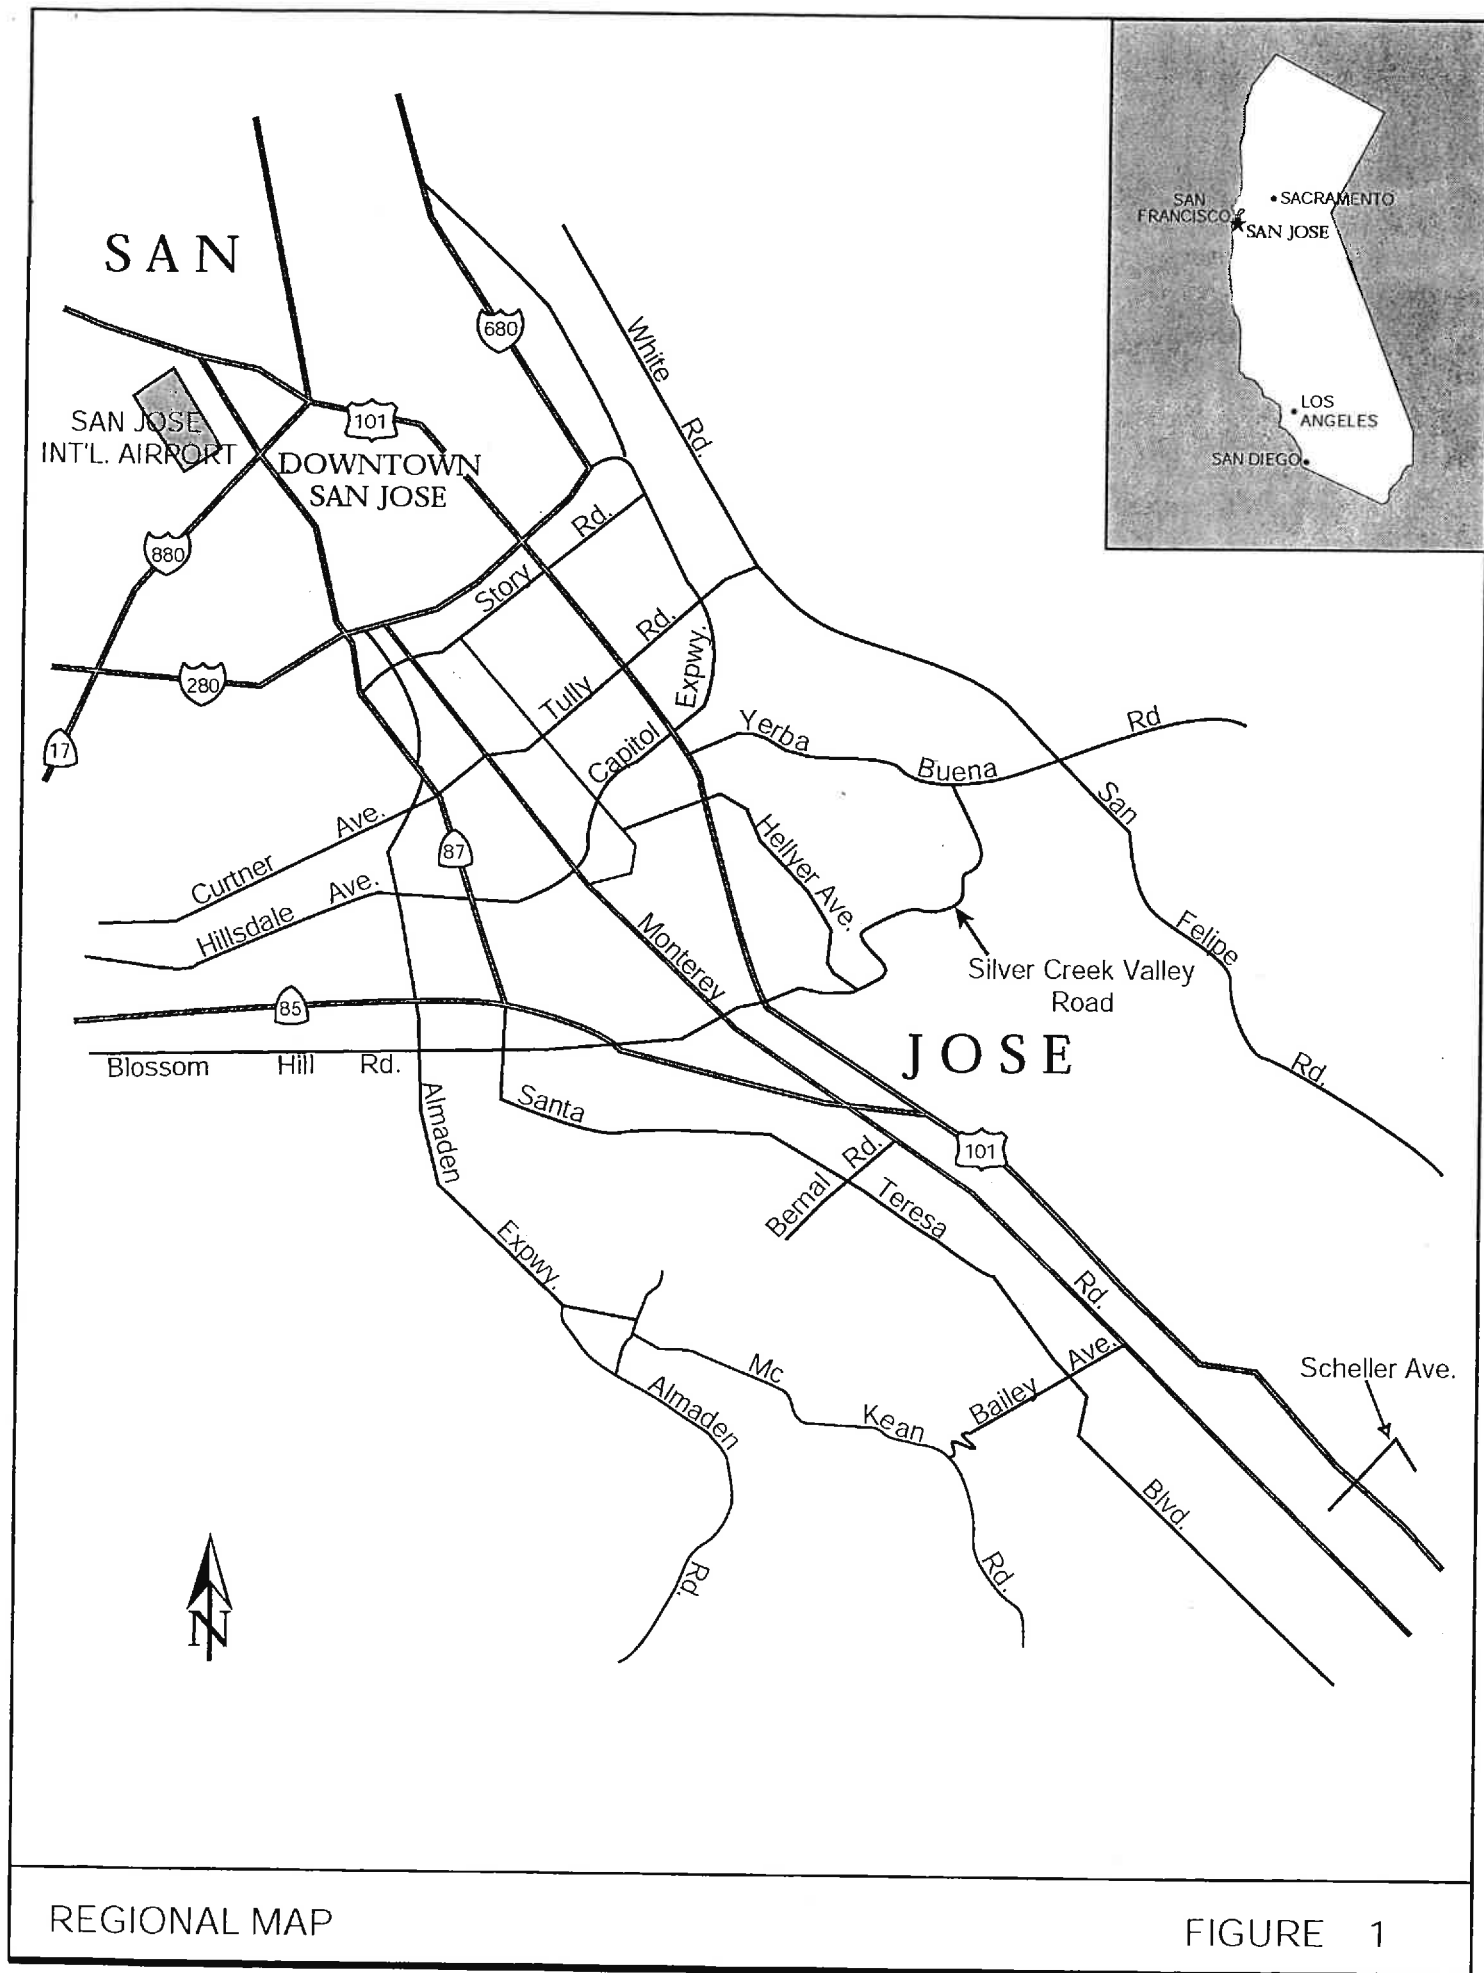 SAN
SAN
FRANCISCO
SACRAMENTO
SAN JOSE
LOS
ANGELES
SAN DIEGO
680
White Rd.
SAN JOSE
INT'L. AIRPORT
101
DOWNTOWN
SAN JOSE
880
Story Rd.
280
17
Tully Rd.
Capitol Expwy.
Yerba Buena Rd
San Felipe Rd.
Curtner Ave.
87
Hillsdale Ave.
Hellyer Ave.
Monterey Rd.
Silver Creek Valley
Road
85
JOSE
Blossom Hill Rd.
Almaden Expwy.
Santa Teresa Blvd.
101
Bernal Rd.
Mc Kean Rd.
Bailey Ave.
Scheller Ave.
Almaden Rd.
N
REGIONAL MAP
FIGURE 1